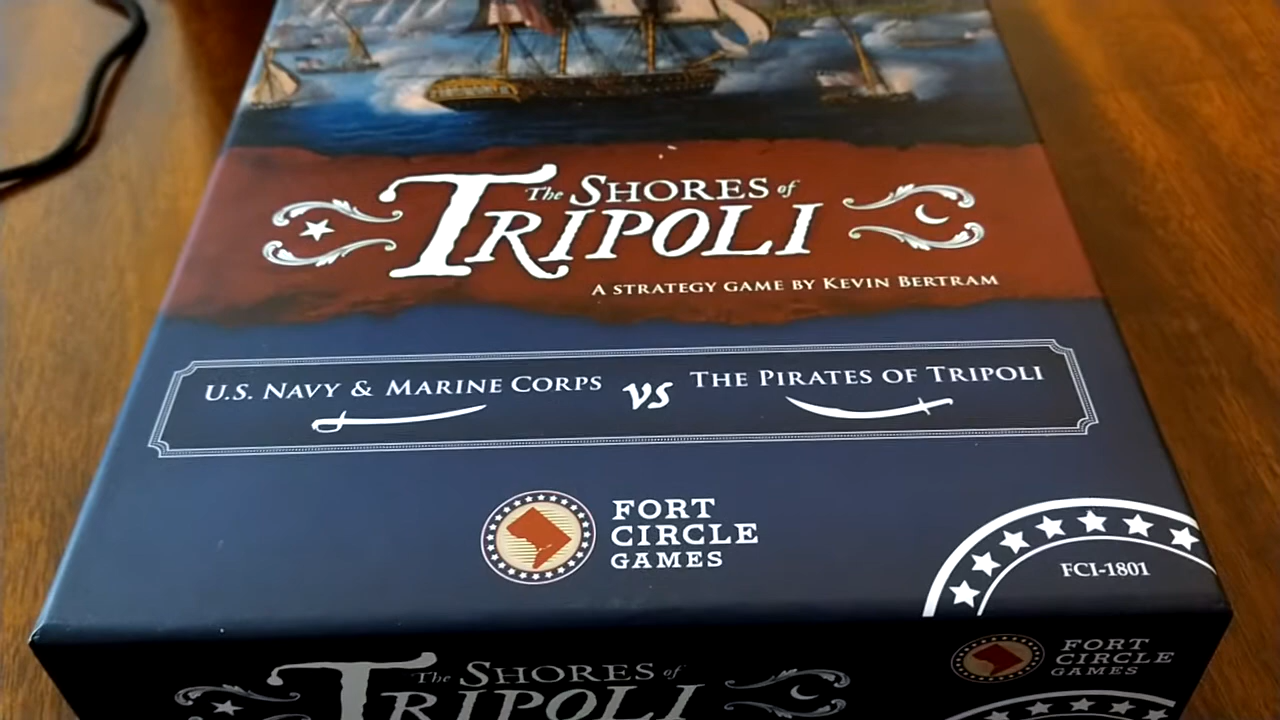 The SHORES of
TRIPOLI
A STRATEGY GAME BY KEVIN BERTRAM
U.S. NAVY & MARINE CORPS VS THE PIRATES OF TRIPOLI
FORT
CIRCLE
GAMES
FCI-1801
The SHORES of
TRIPOLI
FORT
CIRCLE
GAMES